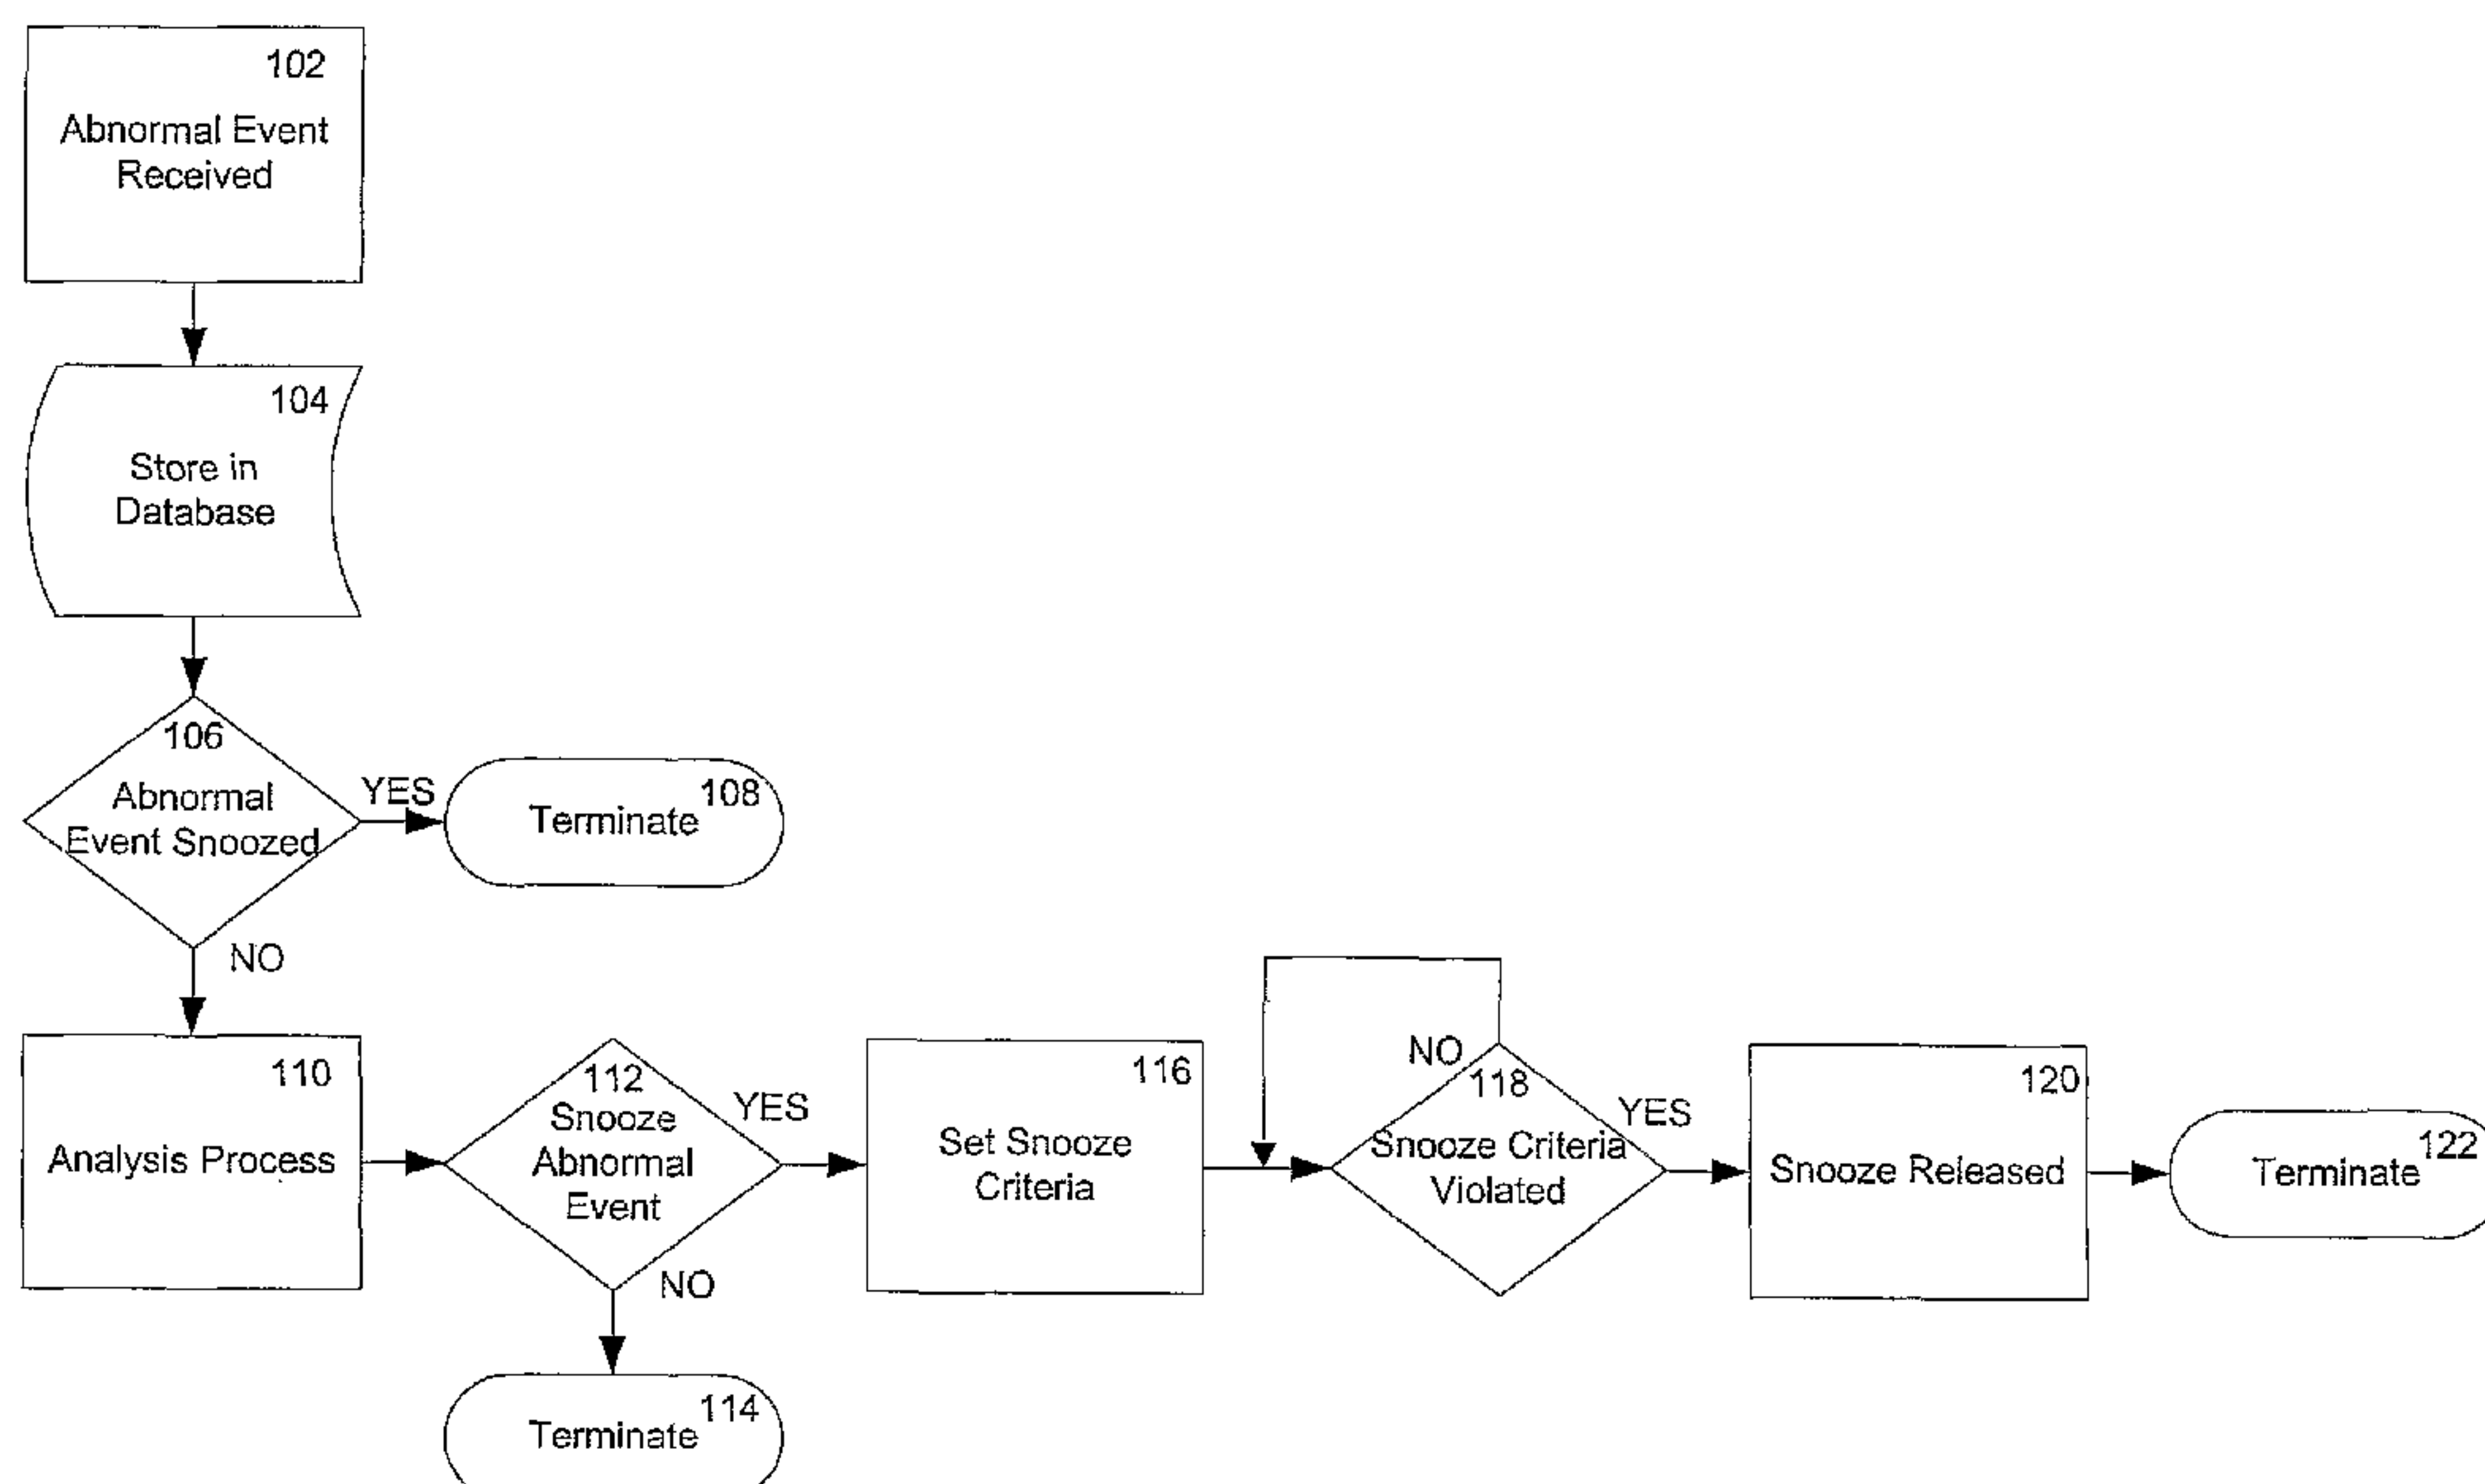 102
Abnormal Event
Received
104
Store in
Database
106
Abnormal
Event Snoozed
YES
108
Terminate
NO
110
Analysis Process
112
Snooze
Abnormal
Event
YES
NO
114
Terminate
116
Set Snooze
Criteria
NO
118
Snooze Criteria
Violated
YES
120
Snooze Released
122
Terminate